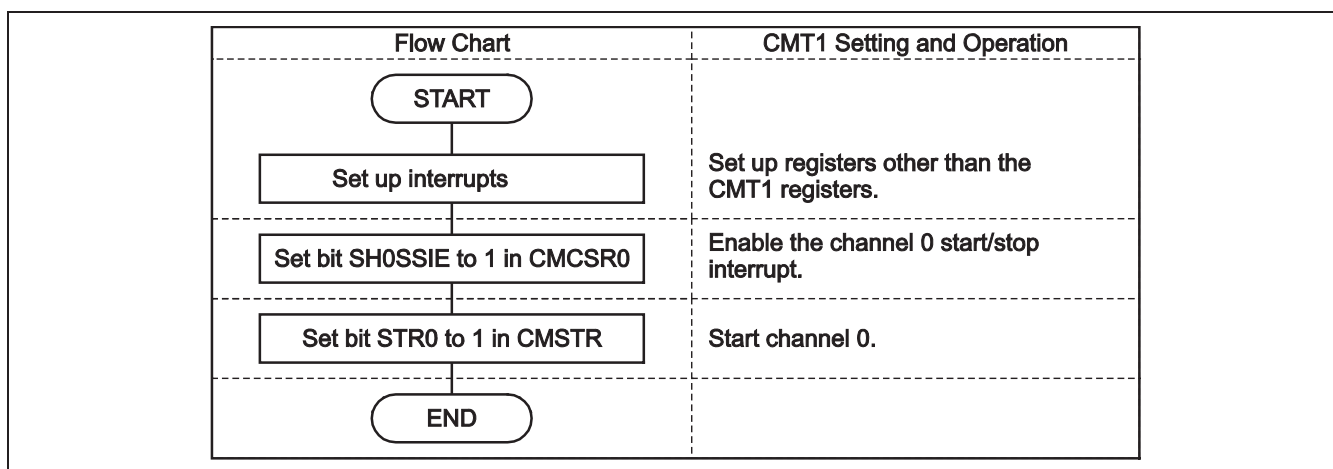 Flow Chart
CMT1 Setting and Operation
START
Set up interrupts
Set up registers other than the
CMT1 registers.
Set bit SH0SSIE to 1 in CMCSR0
Enable the channel 0 start/stop
interrupt.
Set bit STR0 to 1 in CMSTR
Start channel 0.
END